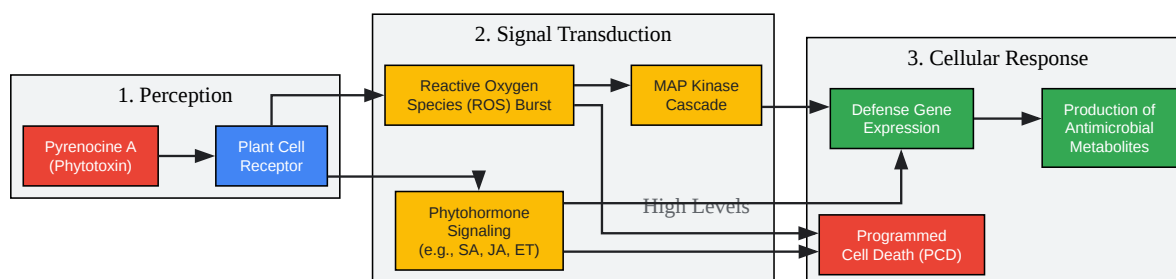 1. Perception
Pyrenocine A
(Phytotoxin)
Plant Cell
Receptor
2. Signal Transduction
Reactive Oxygen
Species (ROS) Burst
MAP Kinase
Cascade
Phytohormone
Signaling
(e.g., SA, JA, ET)
High Levels
3. Cellular Response
Defense Gene
Expression
Production of
Antimicrobial
Metabolites
Programmed
Cell Death (PCD)